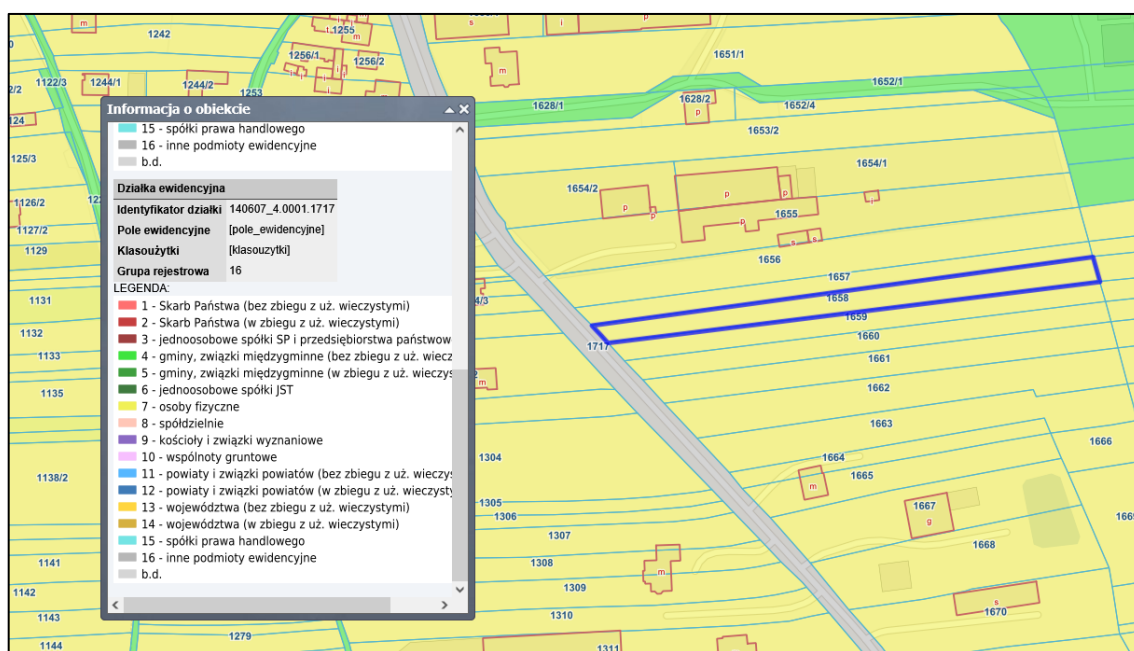 Informacja o obiekcie
15 - spółki prawa handlowego
16 - inne podmioty ewidencyjne
b.d.
Działka ewidencyjna
Identyfikator działki 140607_4.0001.1717
Pole ewidencyjne [pole_ewidencyjne]
Klasoużytki [klasouzytki]
Grupa rejestrowa 16
LEGENDA:
1 - Skarb Państwa (bez zbiegu z uż. wieczystymi)
2 - Skarb Państwa (w zbiegu z uż. wieczystymi)
3 - jednoosobowe spółki SP i przedsiębiorstwa państwow
4 - gminy, związki międzygminne (bez zbiegu z uż. wiecz
5 - gminy, związki międzygminne (w zbiegu z uż. wieczys
6 - jednoosobowe spółki JST
7 - osoby fizyczne
8 - spółdzielnie
9 - kościoły i związki wyznaniowe
10 - wspólnoty gruntowe
11 - powiaty i związki powiatów (bez zbiegu z uż. wieczys
12 - powiaty i związki powiatów (w zbiegu z uż. wieczysty
13 - województwa (bez zbiegu z uż. wieczystymi)
14 - województwa (w zbiegu z uż. wieczystymi)
15 - spółki prawa handlowego
16 - inne podmioty ewidencyjne
b.d.
m
1242
1255
m
1256/1
1256/2
1122/3
1244/1
1244/2
1253
125/3
1126/2
1127/2
1129
1131
1132
1133
1135
1138/2
1141
1142
1143
1144
1279
s
i
p
p
m
1651/1
1652/1
1628/1
1628/2
p
1652/4
1653/2
1654/1
1654/2
p
p
p
p
p
1655
i
s
s
1656
1657
1658
1659
1717
1660
1661
1662
1663
1664
1665
m
1666
1667
g
1668
s
1670
m
1304
1305
1306
1307
1308
m
1309
1310
1311